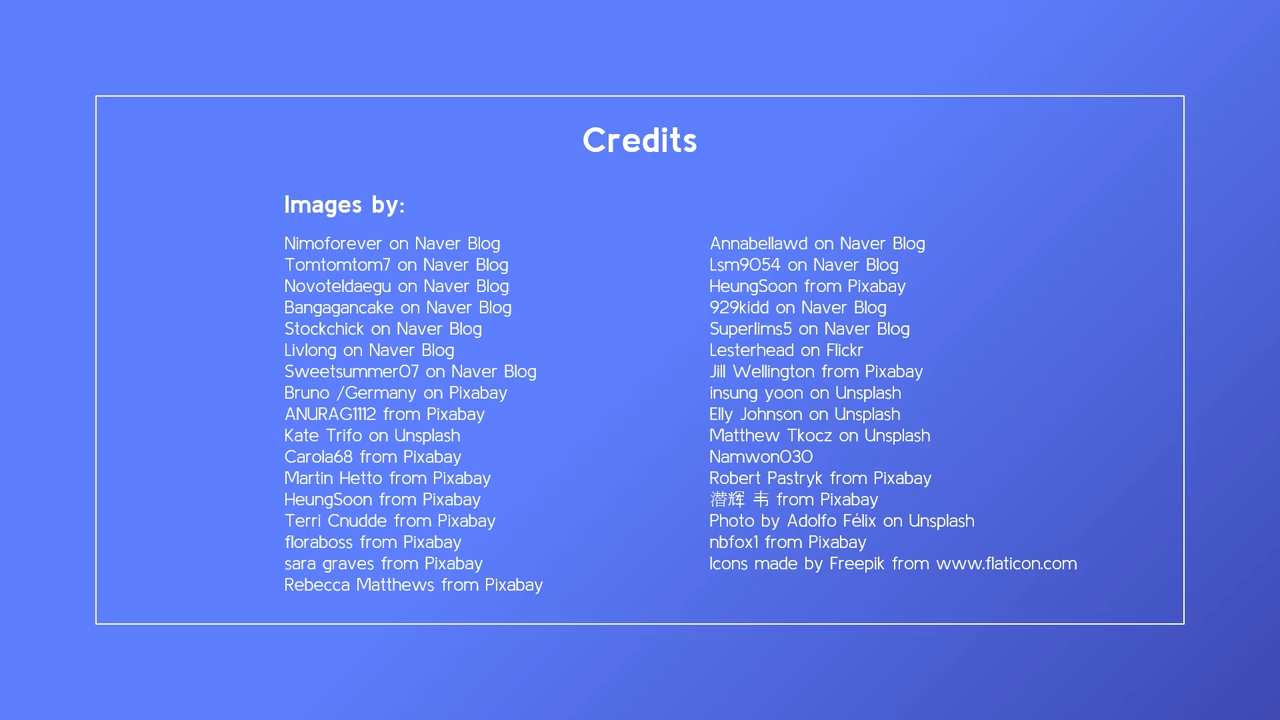 Credits
Images by:
Nimoforever on Naver Blog
Tomtomtom7 on Naver Blog
Novoteldaegu on Naver Blog
Bangagancake on Naver Blog
Stockchick on Naver Blog
Livlong on Naver Blog
Sweetsummer07 on Naver Blog
Bruno /Germany on Pixabay
ANURAG1112 from Pixabay
Kate Trifo on Unsplash
Carola68 from Pixabay
Martin Hetto from Pixabay
HeungSoon from Pixabay
Terri Cnudde from Pixabay
floraboss from Pixabay
sara graves from Pixabay
Rebecca Matthews from Pixabay
Annabellawd on Naver Blog
Lsm9054 on Naver Blog
HeungSoon from Pixabay
929kidd on Naver Blog
Superlims5 on Naver Blog
Lesterhead on Flickr
Jill Wellington from Pixabay
insung yoon on Unsplash
Elly Johnson on Unsplash
Matthew Tkocz on Unsplash
Namwon030
Robert Pastryk from Pixabay
潜辉 韦 from Pixabay
Photo by Adolfo Félix on Unsplash
nbfox1 from Pixabay
Icons made by Freepik from www.flaticon.com